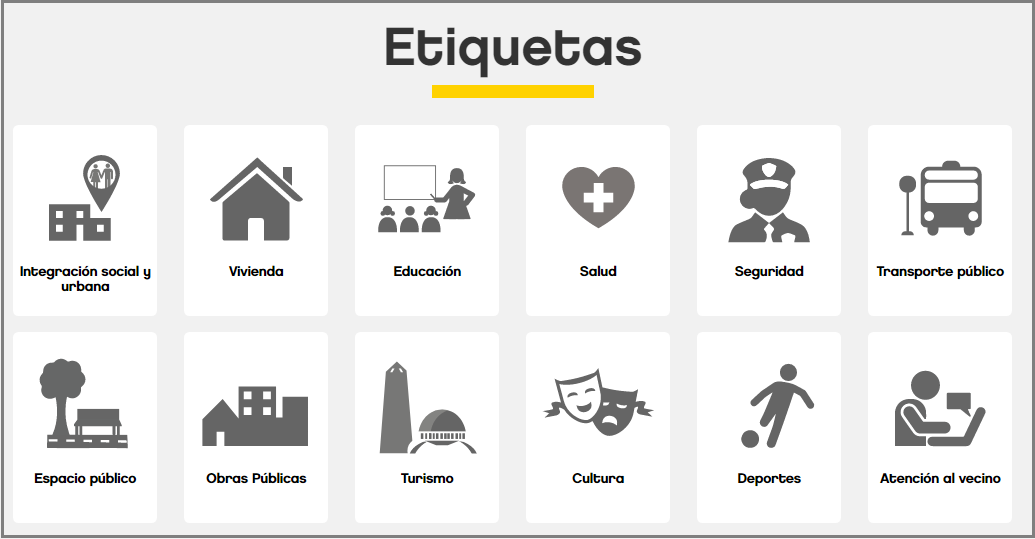 Etiquetas
Integración social y
urbana
Vivienda
Educación
Salud
Seguridad
Transporte público
Espacio público
Obras Públicas
Turismo
Cultura
Deportes
Atención al vecino